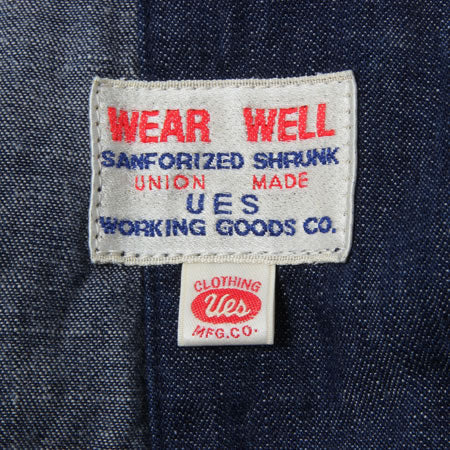 WEAR WELL
SANFORIZED SHRUNK
UNION MADE
UES
WORKING GOODS CO.
CLOTHING
Ues
MFG.CO.